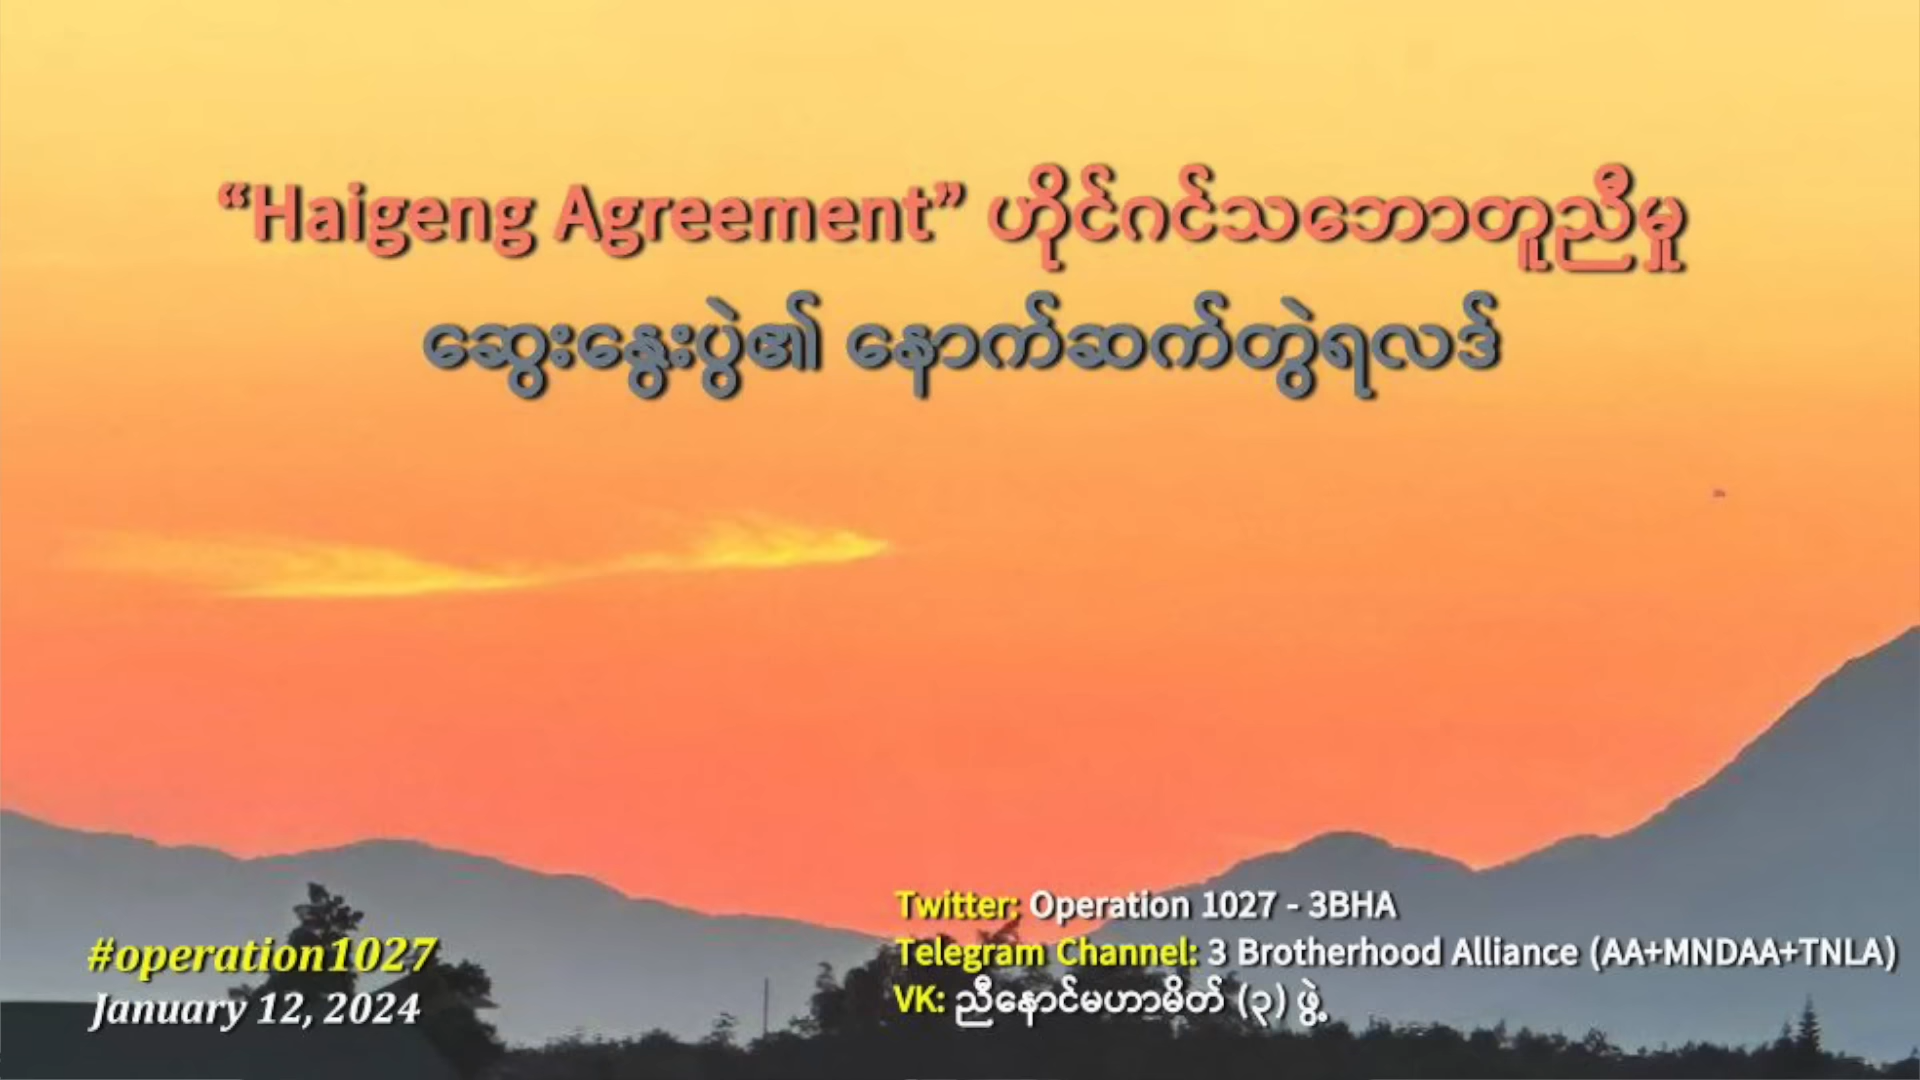 “Haigeng Agreement” ဟိုင်ဂင်သဘောတူညီမှု
ဆွေးနွေးပွဲ၏ နောက်ဆက်တွဲရလဒ်
#operation1027
January 12, 2024
Twitter: Operation 1027 - 3BHA
Telegram Channel: 3 Brotherhood Alliance (AA+MNDAA+TNLA)
VK: ညီနောင်မဟာမိတ် (၃) ဖွဲ့